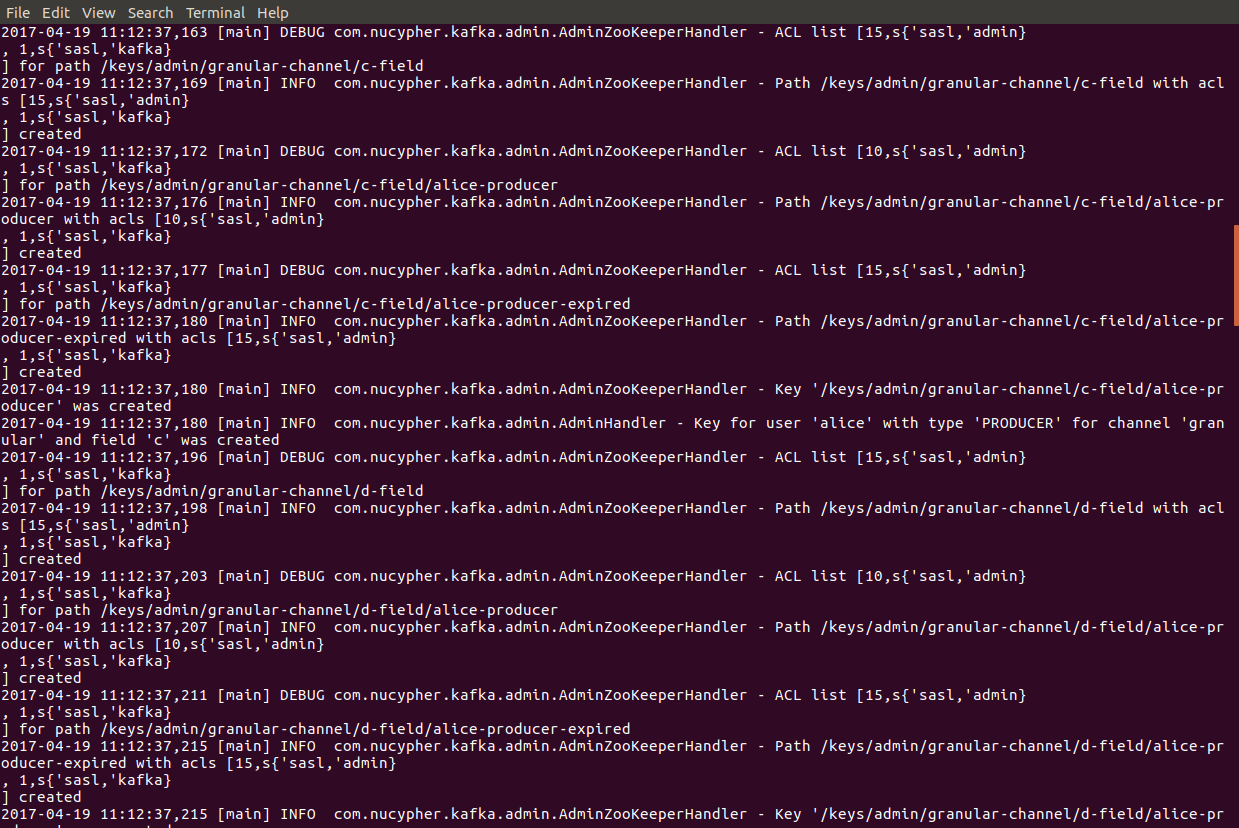 File Edit View Search Terminal Help
2017-04-19 11:12:37,163 [main] DEBUG com.nucypher.kafka.admin.AdminZooKeeperHandler - ACL list [15,s{'sasl,'admin}
, 1,s{'sasl,'kafka}
] for path /keys/admin/granular-channel/c-field
2017-04-19 11:12:37,169 [main] INFO  com.nucypher.kafka.admin.AdminZooKeeperHandler - Path /keys/admin/granular-channel/c-field with acl
s [15,s{'sasl,'admin}
, 1,s{'sasl,'kafka}
] created
2017-04-19 11:12:37,172 [main] DEBUG com.nucypher.kafka.admin.AdminZooKeeperHandler - ACL list [10,s{'sasl,'admin}
, 1,s{'sasl,'kafka}
] for path /keys/admin/granular-channel/c-field/alice-producer
2017-04-19 11:12:37,176 [main] INFO  com.nucypher.kafka.admin.AdminZooKeeperHandler - Path /keys/admin/granular-channel/c-field/alice-pr
oducer with acls [10,s{'sasl,'admin}
, 1,s{'sasl,'kafka}
] created
2017-04-19 11:12:37,177 [main] DEBUG com.nucypher.kafka.admin.AdminZooKeeperHandler - ACL list [15,s{'sasl,'admin}
, 1,s{'sasl,'kafka}
] for path /keys/admin/granular-channel/c-field/alice-producer-expired
2017-04-19 11:12:37,180 [main] INFO  com.nucypher.kafka.admin.AdminZooKeeperHandler - Path /keys/admin/granular-channel/c-field/alice-pr
oducer-expired with acls [15,s{'sasl,'admin}
, 1,s{'sasl,'kafka}
] created
2017-04-19 11:12:37,180 [main] INFO  com.nucypher.kafka.admin.AdminZooKeeperHandler - Key '/keys/admin/granular-channel/c-field/alice-pr
oducer' was created
2017-04-19 11:12:37,180 [main] INFO  com.nucypher.kafka.admin.AdminHandler - Key for user 'alice' with type 'PRODUCER' for channel 'gran
ular' and field 'c' was created
2017-04-19 11:12:37,196 [main] DEBUG com.nucypher.kafka.admin.AdminZooKeeperHandler - ACL list [15,s{'sasl,'admin}
, 1,s{'sasl,'kafka}
] for path /keys/admin/granular-channel/d-field
2017-04-19 11:12:37,198 [main] INFO  com.nucypher.kafka.admin.AdminZooKeeperHandler - Path /keys/admin/granular-channel/d-field with acl
s [15,s{'sasl,'admin}
, 1,s{'sasl,'kafka}
] created
2017-04-19 11:12:37,203 [main] DEBUG com.nucypher.kafka.admin.AdminZooKeeperHandler - ACL list [10,s{'sasl,'admin}
, 1,s{'sasl,'kafka}
] for path /keys/admin/granular-channel/d-field/alice-producer
2017-04-19 11:12:37,207 [main] INFO  com.nucypher.kafka.admin.AdminZooKeeperHandler - Path /keys/admin/granular-channel/d-field/alice-pr
oducer with acls [10,s{'sasl,'admin}
, 1,s{'sasl,'kafka}
] created
2017-04-19 11:12:37,211 [main] DEBUG com.nucypher.kafka.admin.AdminZooKeeperHandler - ACL list [15,s{'sasl,'admin}
, 1,s{'sasl,'kafka}
] for path /keys/admin/granular-channel/d-field/alice-producer-expired
2017-04-19 11:12:37,215 [main] INFO  com.nucypher.kafka.admin.AdminZooKeeperHandler - Path /keys/admin/granular-channel/d-field/alice-pr
oducer-expired with acls [15,s{'sasl,'admin}
, 1,s{'sasl,'kafka}
] created
2017-04-19 11:12:37,215 [main] INFO  com.nucypher.kafka.admin.AdminZooKeeperHandler - Key '/keys/admin/granular-channel/d-field/alice-pr